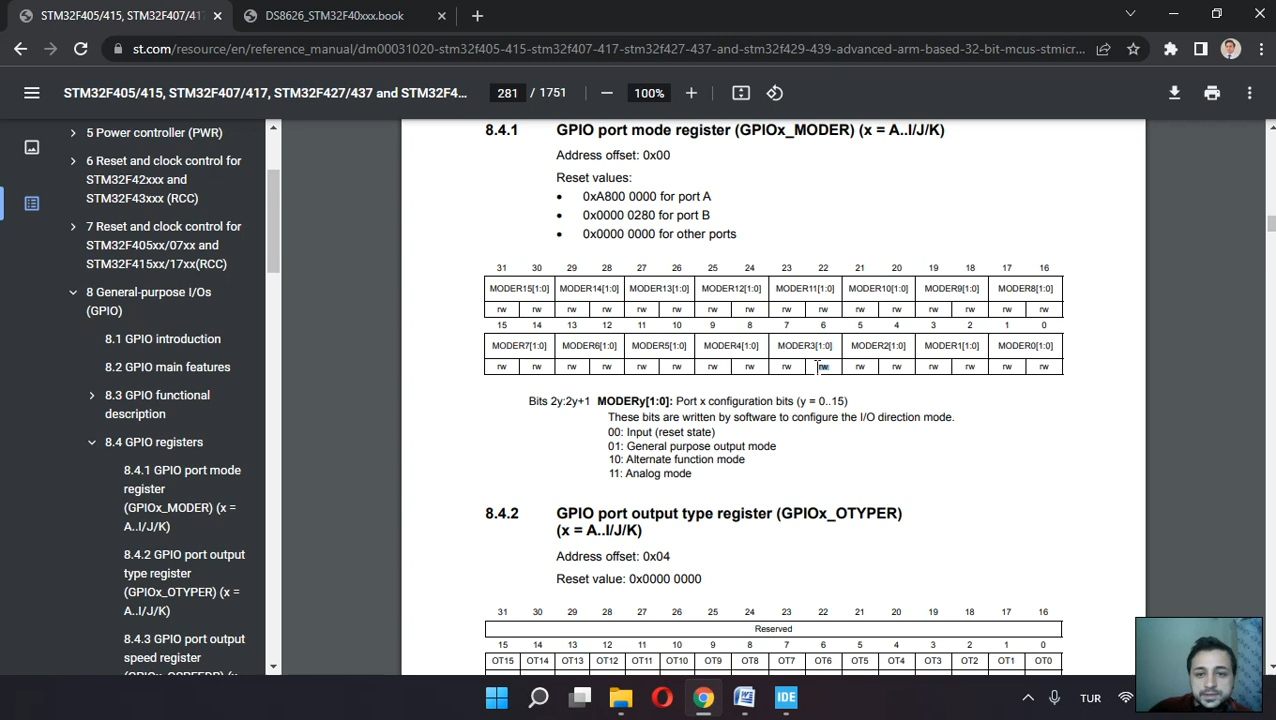 STM32F405/415, STM32F407/417
DS8626_STM32F40xxx.book
st.com/resource/en/reference_manual/dm00031020-stm32f405-415-stm32f407-417-stm32f427-437-and-stm32f429-439-advanced-arm-based-32-bit-mcus-stmicr...
STM32F405/415, STM32F407/417, STM32F427/437 and STM32F4...
281 / 1751
100%
5 Power controller (PWR)
6 Reset and clock control for
STM32F42xxx and
STM32F43xxx (RCC)
7 Reset and clock control for
STM32F405xx/07xx and
STM32F415xx/17xx(RCC)
8 General-purpose I/Os
(GPIO)
8.1 GPIO introduction
8.2 GPIO main features
8.3 GPIO functional
description
8.4 GPIO registers
8.4.1 GPIO port mode
register
(GPIOx_MODER) (x =
A..I/J/K)
8.4.2 GPIO port output
type register
(GPIOx_OTYPER) (x =
A..I/J/K)
8.4.3 GPIO port output
speed register
8.4.1 GPIO port mode register (GPIOx_MODER) (x = A..I/J/K)
Address offset: 0x00
Reset values:
• 0xA800 0000 for port A
• 0x0000 0280 for port B
• 0x0000 0000 for other ports
31 30 29 28 27 26 25 24 23 22 21 20 19 18 17 16
MODER15[1:0] MODER14[1:0] MODER13[1:0] MODER12[1:0] MODER11[1:0] MODER10[1:0] MODER9[1:0] MODER8[1:0]
rw rw rw rw rw rw rw rw rw rw rw rw rw rw rw rw
15 14 13 12 11 10 9 8 7 6 5 4 3 2 1 0
MODER7[1:0] MODER6[1:0] MODER5[1:0] MODER4[1:0] MODER3[1:0] MODER2[1:0] MODER1[1:0] MODER0[1:0]
rw rw rw rw rw rw rw rw rw rw rw rw rw rw rw rw
Bits 2y:2y+1 MODERy[1:0]: Port x configuration bits (y = 0..15)
These bits are written by software to configure the I/O direction mode.
00: Input (reset state)
01: General purpose output mode
10: Alternate function mode
11: Analog mode
8.4.2 GPIO port output type register (GPIOx_OTYPER)
(x = A..I/J/K)
Address offset: 0x04
Reset value: 0x0000 0000
31 30 29 28 27 26 25 24 23 22 21 20 19 18 17 16
Reserved
15 14 13 12 11 10 9 8 7 6 5 4 3 2 1 0
OT15 OT14 OT13 OT12 OT11 OT10 OT9 OT8 OT7 OT6 OT5 OT4 OT3 OT2 OT1 OT0
IDE
TUR